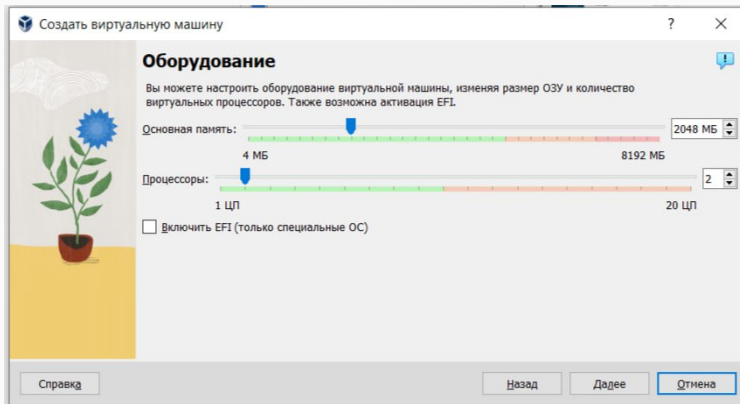 Создать виртуальную машину
?
Оборудование
Вы можете настроить оборудование виртуальной машины, изменяя размер ОЗУ и количество
виртуальных процессоров. Также возможна активация EFI.
Основная память: 2048 МБ
4 МБ 8192 МБ
Процессоры: 2
1 ЦП 20 ЦП
Включить EFI (только специальные ОС)
Справка Назад Далее Отмена